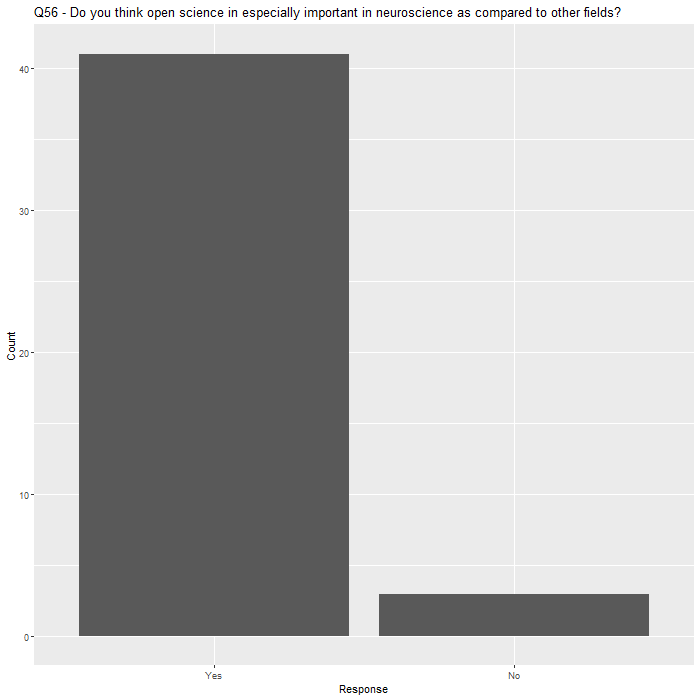 Q56 - Do you think open science in especially important in neuroscience as compared to other fields?
40
30
20
10
0
Count
Yes
No
Response